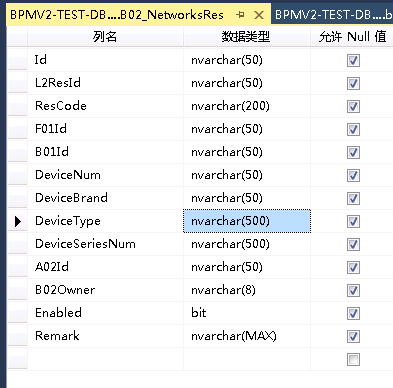 BPMV2-TEST-DB....B02_NetworksRes BPMV2-TEST-DB....b
列名 数据类型 允许 Null 值
Id nvarchar(50)
L2ResId nvarchar(50)
ResCode nvarchar(200)
F01Id nvarchar(50)
B01Id nvarchar(50)
DeviceNum nvarchar(50)
DeviceBrand nvarchar(50)
DeviceType nvarchar(500)
DeviceSeriesNum nvarchar(500)
A02Id nvarchar(50)
B02Owner nvarchar(8)
Enabled bit
Remark nvarchar(MAX)